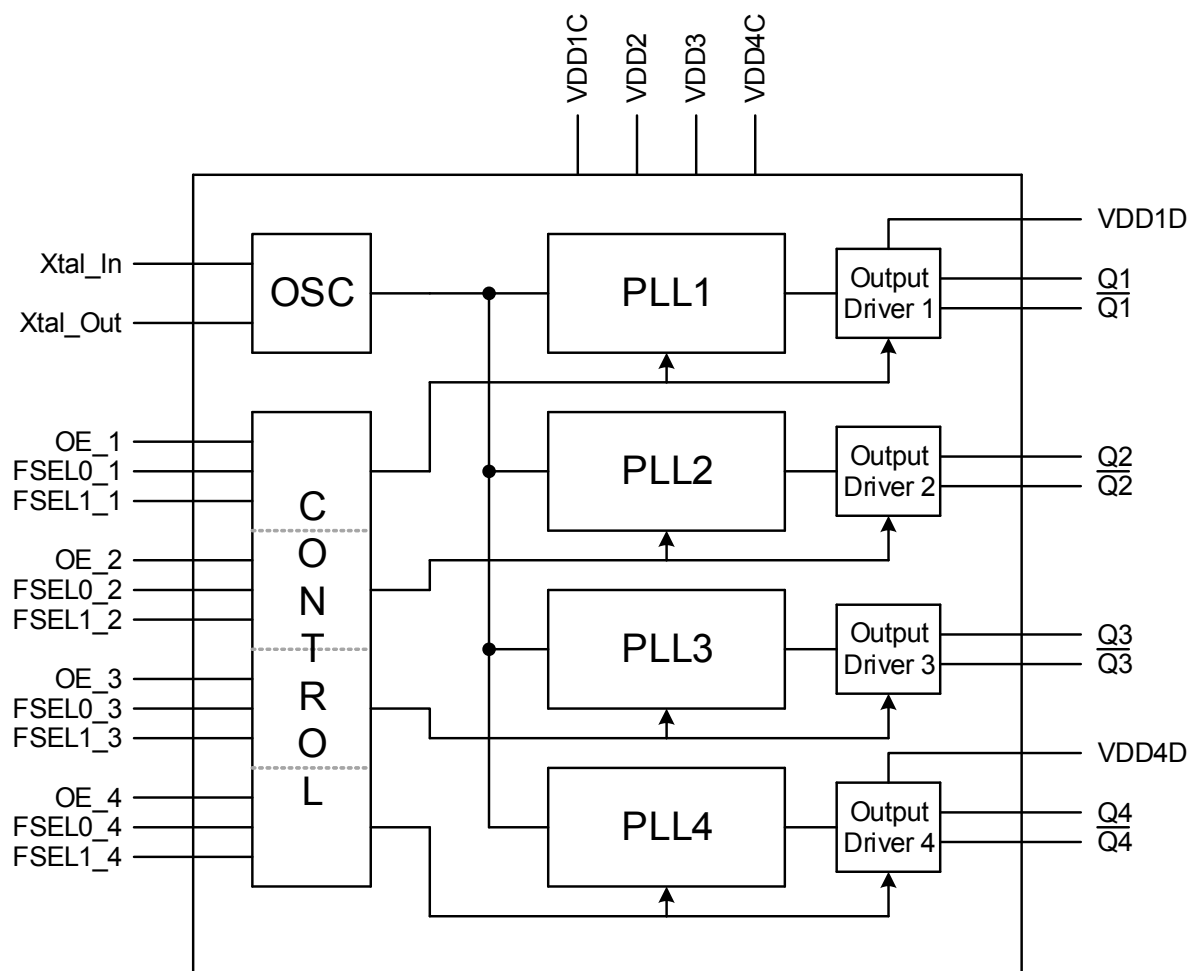 VDD1C
VDD2
VDD3
VDD4C
VDD1D
Xtal_In
Xtal_Out
OSC
PLL1
Output
Driver 1
Q1
Q1
OE_1
FSEL0_1
FSEL1_1
OE_2
FSEL0_2
FSEL1_2
OE_3
FSEL0_3
FSEL1_3
OE_4
FSEL0_4
FSEL1_4
C
O
N
T
R
O
L
PLL2
Output
Driver 2
Q2
Q2
PLL3
Output
Driver 3
Q3
Q3
VDD4D
PLL4
Output
Driver 4
Q4
Q4